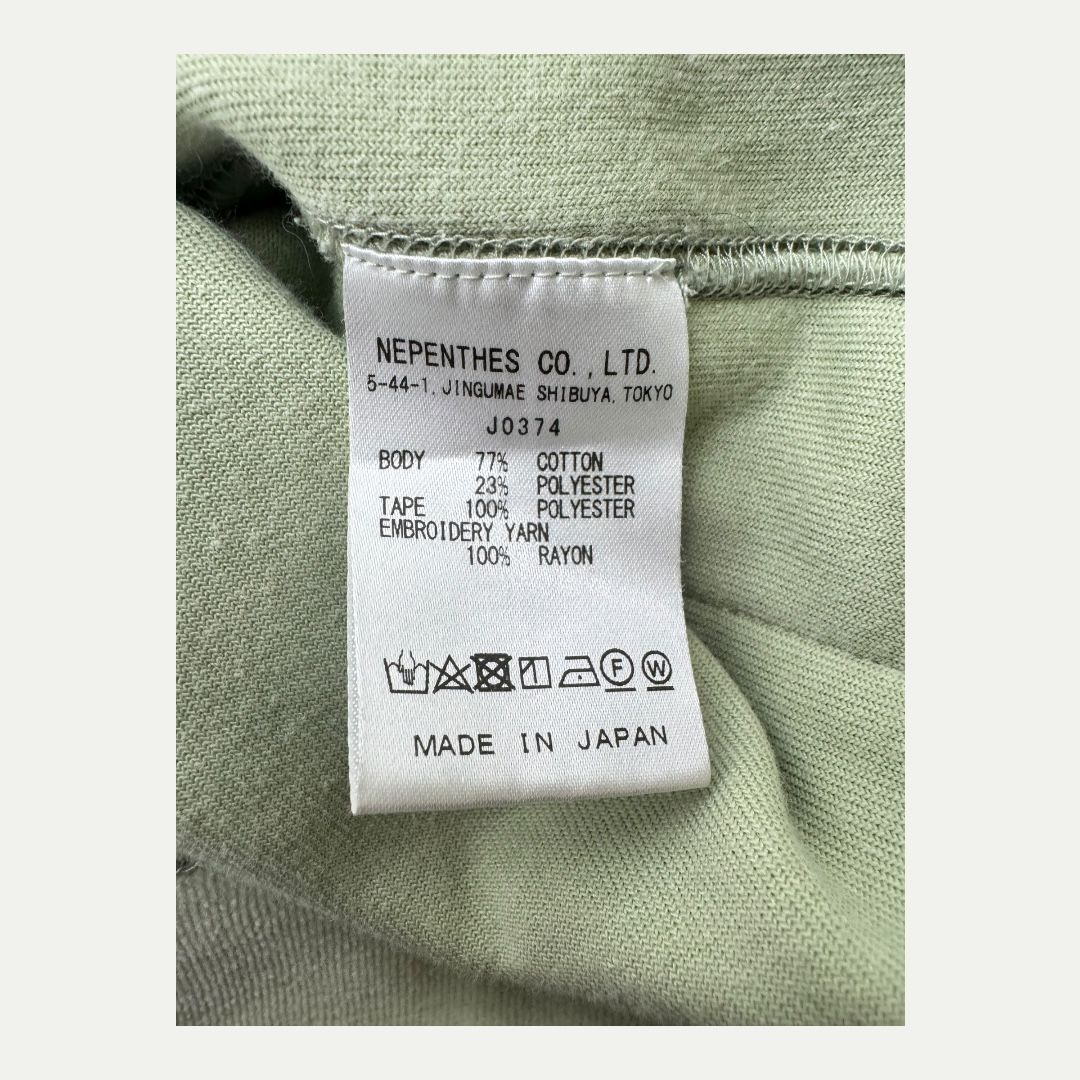 NEPENTHES CO.,LTD.
5-44-1, JINGUMAE SHIBUYA, TOKYO
J0374
BODY 77% COTTON
23% POLYESTER
TAPE 100% POLYESTER
EMBROIDERY YARN
100% RAYON
F W
MADE IN JAPAN